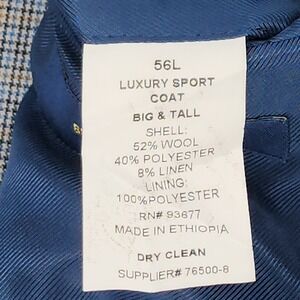 56L
LUXURY SPORT
COAT
BIG & TALL
SHELL:
52% WOOL
40% POLYESTER
8% LINEN
LINING:
100%POLYESTER
RN# 93677
MADE IN ETHIOPIA
DRY CLEAN
SUPPLIER# 76500-8